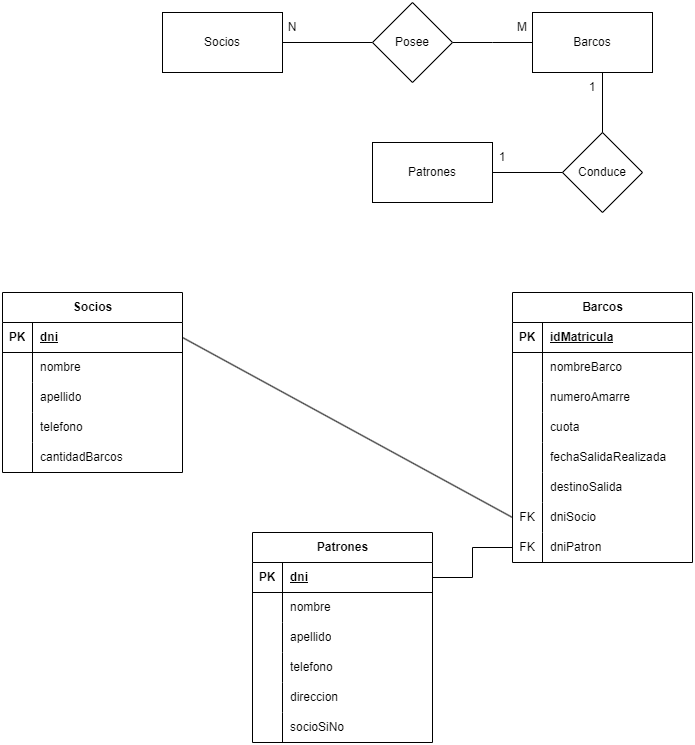 Socios
N
Posee
M
Barcos
1
Patrones
1
Conduce
Socios
PK dni
nombre
apellido
telefono
cantidadBarcos
Barcos
PK idMatricula
nombreBarco
numeroAmarre
cuota
fechaSalidaRealizada
destinoSalida
FK dniSocio
FK dniPatron
Patrones
PK dni
nombre
apellido
telefono
direccion
socioSiNo